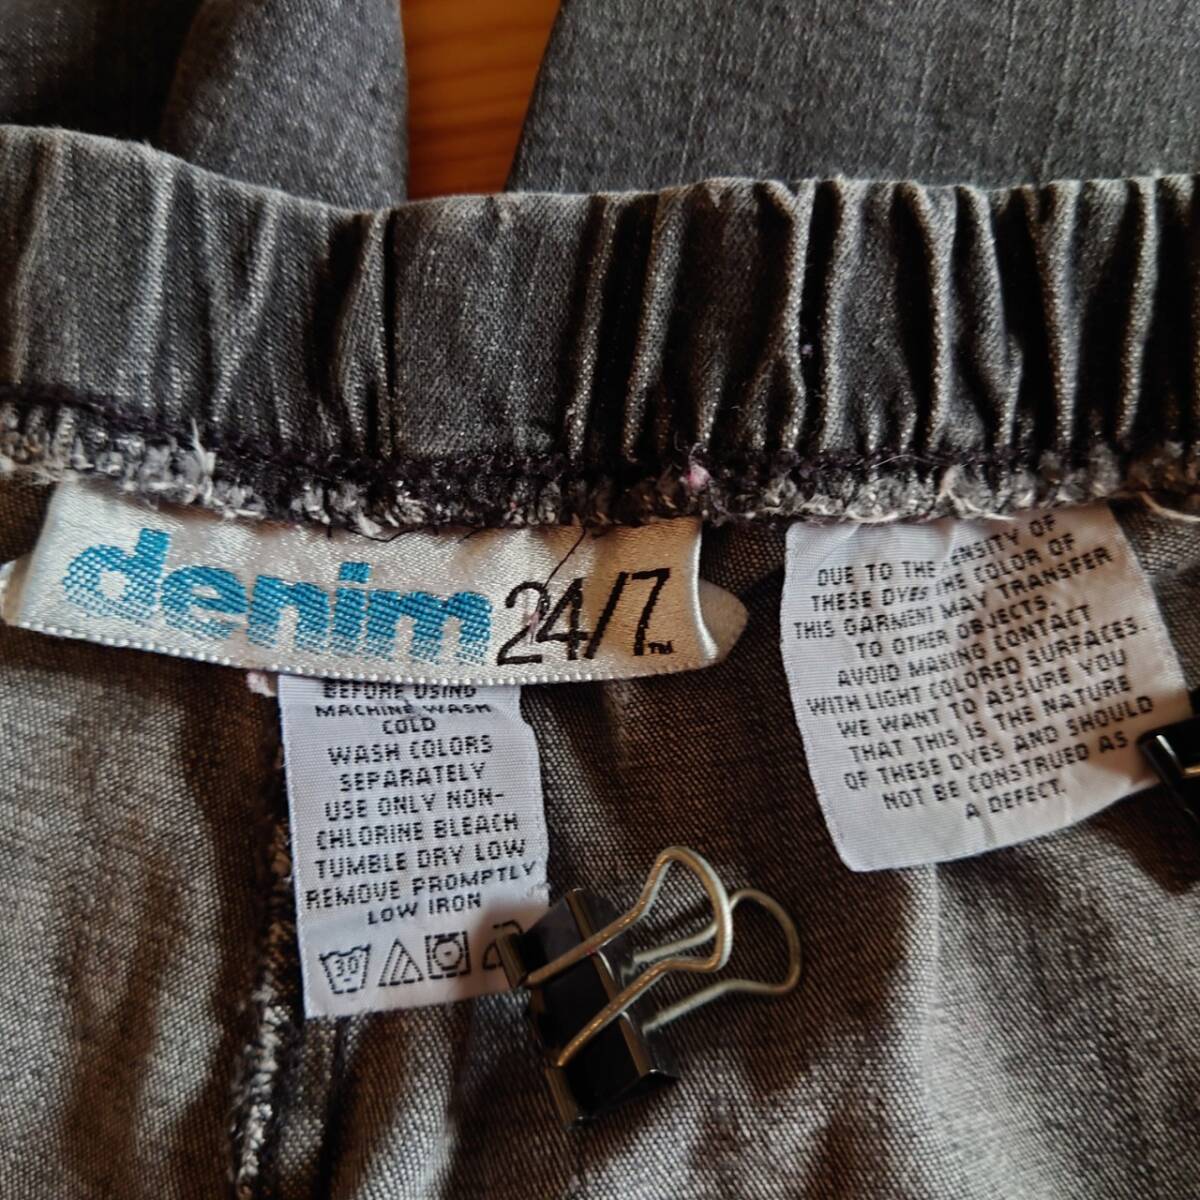 denim 24/7™
BEFORE USING
MACHINE WASH
COLD
WASH COLORS
SEPARATELY
USE ONLY NON-
CHLORINE BLEACH
TUMBLE DRY LOW
REMOVE PROMPTLY
LOW IRON
30
DUE TO THE ENSITY OF
THESE DYES THE COLOR OF
THIS GARMENT MAY TRANSFER
TO OTHER OBJECTS.
AVOID MAKING CONTACT
WITH LIGHT COLORED SURFACES.
WE WANT TO ASSURE YOU
THAT THIS IS THE NATURE
OF THESE DYES AND SHOULD
NOT BE CONSTRUED AS
A DEFECT.